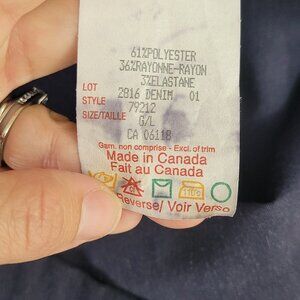 61%POLYESTER
36%RAYONNE-RAYON
3%ELASTANE
LOT 2816 DENIM 01
STYLE 79212
SIZE/TAILLE G/L
CA 06118
Garn. non comprise - Excl. of trim
Made in Canada
Fait au Canada
Reverse/ Voir Verso